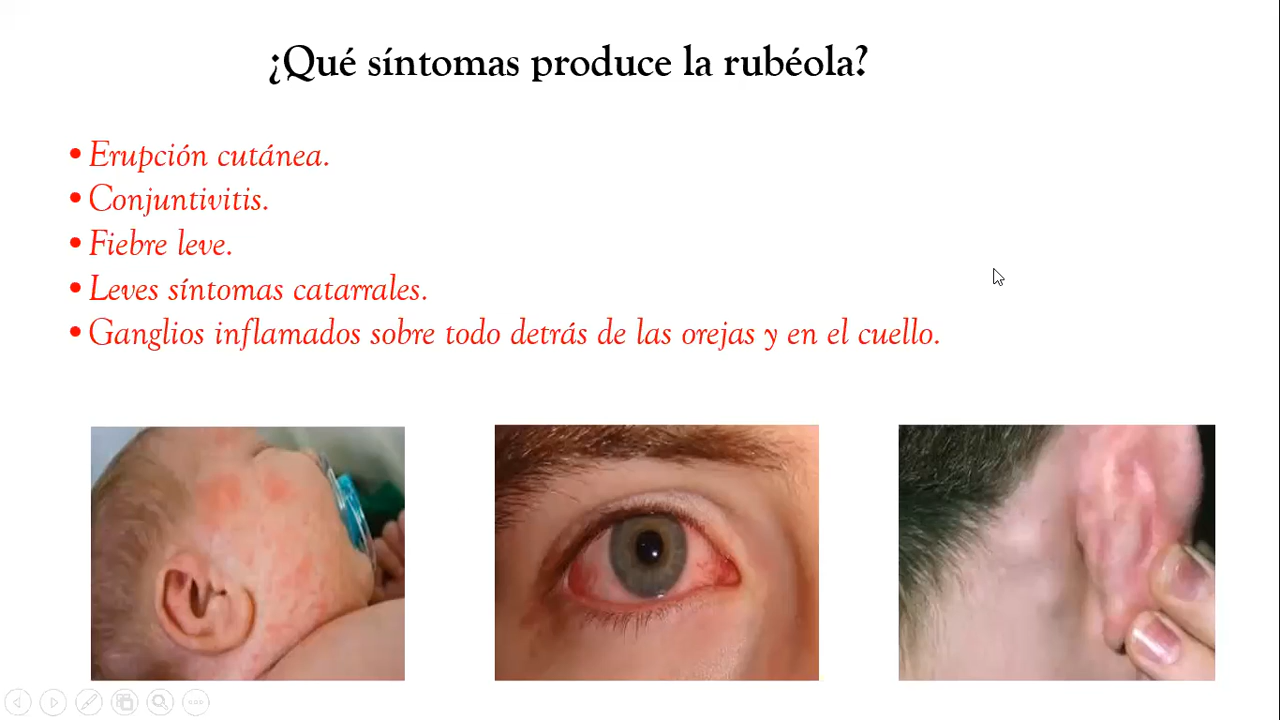 ¿Qué síntomas produce la rubéola?
• Erupción cutánea.
• Conjuntivitis.
• Fiebre leve.
• Leves síntomas catarrales.
• Ganglios inflamados sobre todo detrás de las orejas y en el cuello.